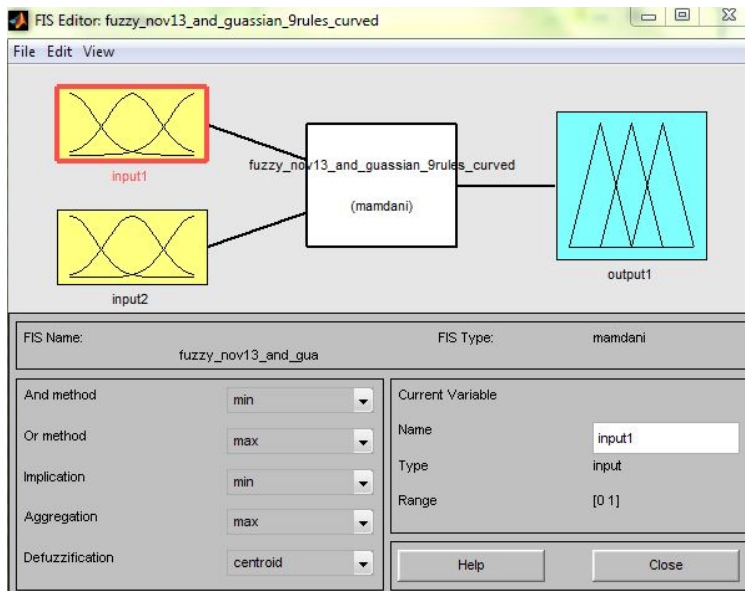 FIS Editor: fuzzy_nov13_and_guassian_9rules_curved
File Edit View
input1
fuzzy_nov13_and_guassian_9rules_curved
(mamdani)
input2
output1
FIS Name:
fuzzy_nov13_and_gua
FIS Type:
mamdani
And method
min
Or method
max
Implication
min
Aggregation
max
Defuzzification
centroid
Current Variable
Name
input1
Type
input
Range
[0 1]
Help
Close